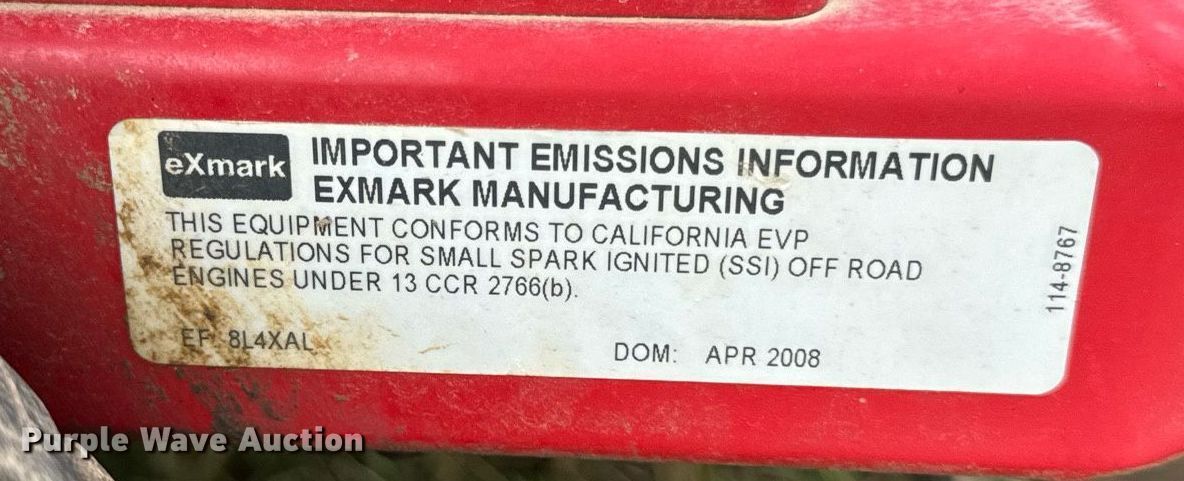 eXmark
IMPORTANT EMISSIONS INFORMATION
EXMARK MANUFACTURING
THIS EQUIPMENT CONFORMS TO CALIFORNIA EVP
REGULATIONS FOR SMALL SPARK IGNITED (SSI) OFF ROAD
ENGINES UNDER 13 CCR 2766(b).
EF 8L4XAL
DOM: APR 2008
114-8767
Purple Wave Auction